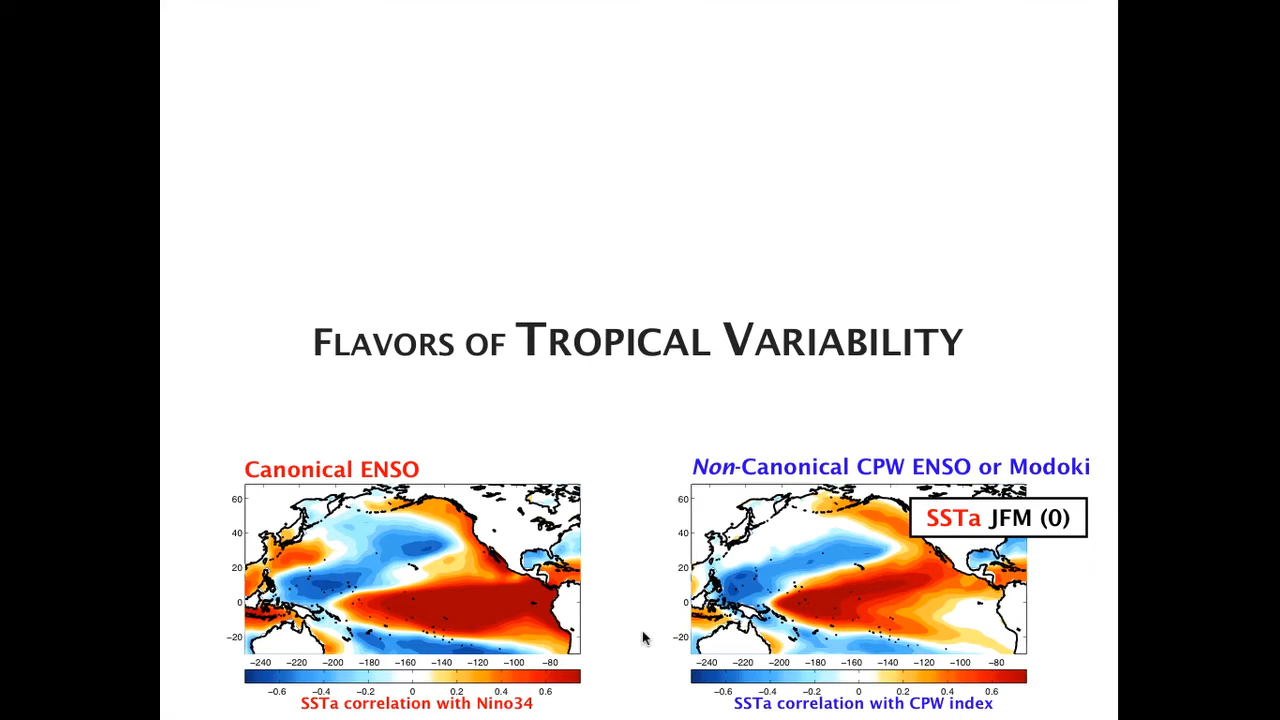 FLAVORS OF TROPICAL VARIABILITY
Canonical ENSO
Non-Canonical CPW ENSO or Modoki
SSTa JFM (0)
60
40
20
0
−20
−240 −220 −200 −180 −160 −140 −120 −100 −80
−0.6 −0.4 −0.2 0 0.2 0.4 0.6
SSTa correlation with Nino34
60
40
20
0
−20
−240 −220 −200 −180 −160 −140 −120 −100 −80
−0.6 −0.4 −0.2 0 0.2 0.4 0.6
SSTa correlation with CPW index